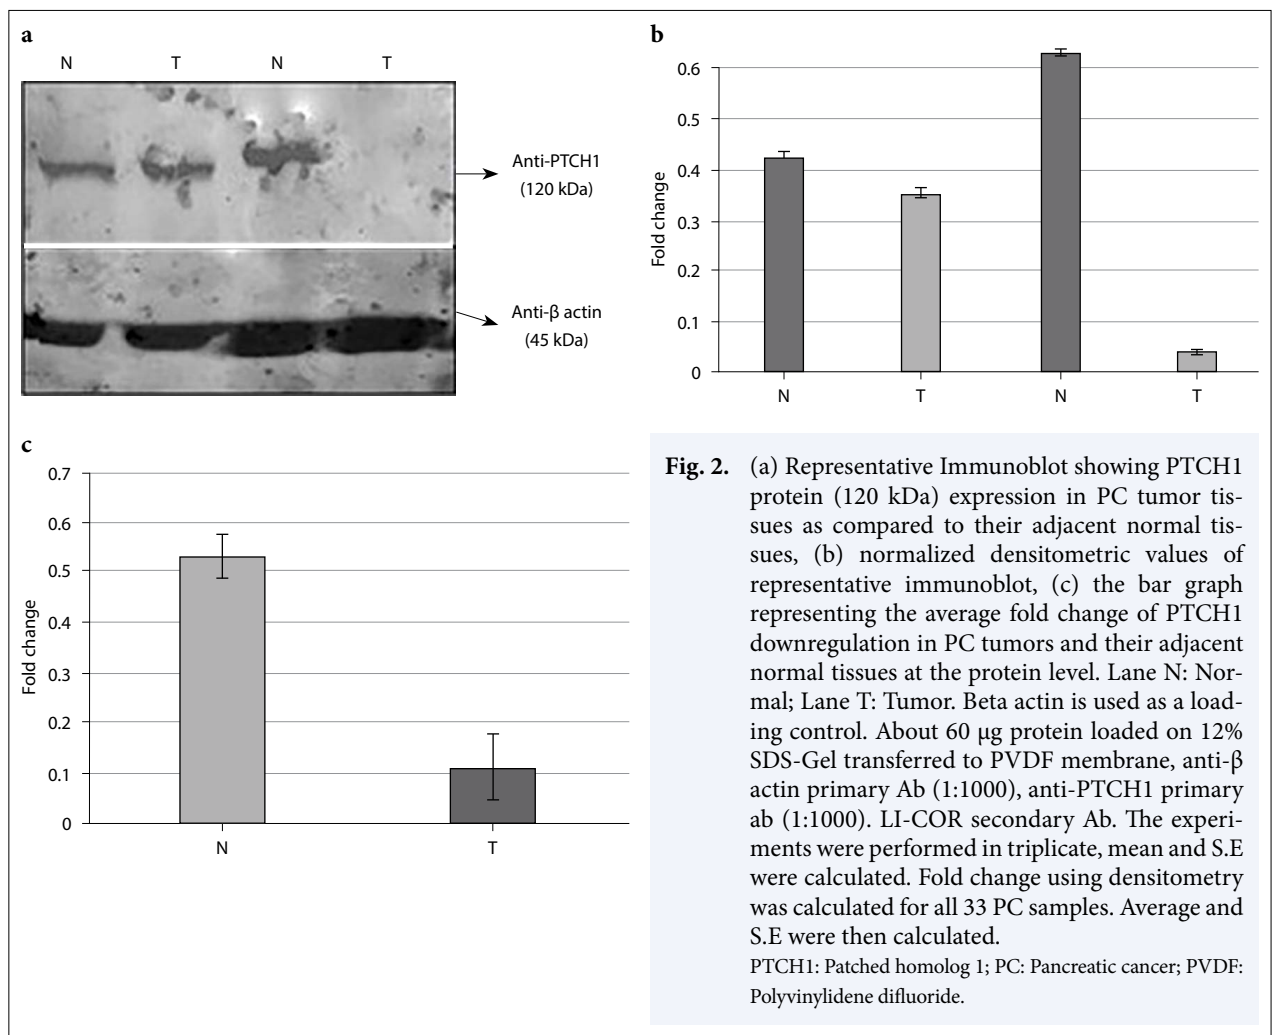 a
N T N T
Anti-PTCH1
(120 kDa)
Anti-β actin
(45 kDa)
b
Fold change
0.6
0.5
0.4
0.3
0.2
0.1
0
N T N T
c
Fold change
0.7
0.6
0.5
0.4
0.3
0.2
0.1
0
N T
Fig. 2. (a) Representative Immunoblot showing PTCH1
protein (120 kDa) expression in PC tumor tis-
sues as compared to their adjacent normal tis-
sues, (b) normalized densitometric values of
representative immunoblot, (c) the bar graph
representing the average fold change of PTCH1
downregulation in PC tumors and their adjacent
normal tissues at the protein level. Lane N: Nor-
mal; Lane T: Tumor. Beta actin is used as a load-
ing control. About 60 μg protein loaded on 12%
SDS-Gel transferred to PVDF membrane, anti-β
actin primary Ab (1:1000), anti-PTCH1 primary
ab (1:1000). LI-COR secondary Ab. The experi-
ments were performed in triplicate, mean and S.E
were calculated. Fold change using densitometry
was calculated for all 33 PC samples. Average and
S.E were then calculated.
PTCH1: Patched homolog 1; PC: Pancreatic cancer; PVDF:
Polyvinylidene difluoride.